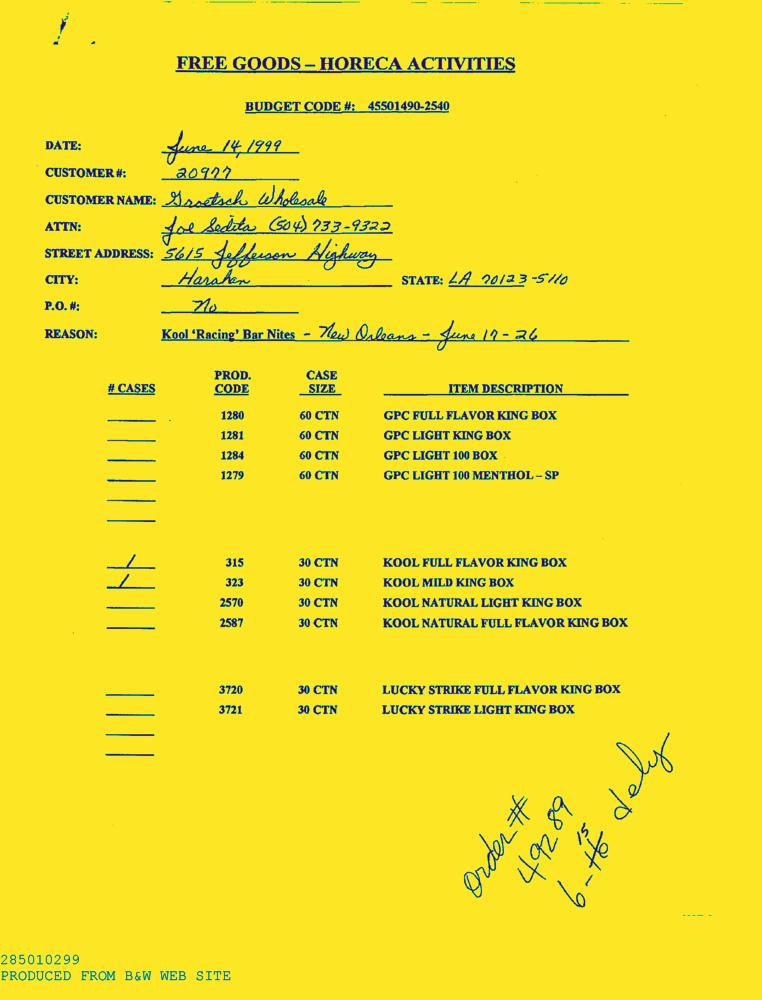 FREE GOODS – HORECA ACTIVITIES
BUDGET CODE #: 45501490-2540
DATE: June 14, 1999
CUSTOMER #: 20977
CUSTOMER NAME: Groetsch Wholesale
ATTN: Joe Sedita (504) 733-9322
STREET ADDRESS: 5615 Jefferson Highway
CITY: Harahan STATE: LA 70123-5110
P.O. #: No
REASON: Kool 'Racing' Bar Nites - New Orleans - June 17 - 26
# CASES PROD. CODE CASE SIZE ITEM DESCRIPTION
1280 60 CTN GPC FULL FLAVOR KING BOX
1281 60 CTN GPC LIGHT KING BOX
1284 60 CTN GPC LIGHT 100 BOX
1279 60 CTN GPC LIGHT 100 MENTHOL – SP
1 315 30 CTN KOOL FULL FLAVOR KING BOX
1 323 30 CTN KOOL MILD KING BOX
2570 30 CTN KOOL NATURAL LIGHT KING BOX
2587 30 CTN KOOL NATURAL FULL FLAVOR KING BOX
3720 30 CTN LUCKY STRIKE FULL FLAVOR KING BOX
3721 30 CTN LUCKY STRIKE LIGHT KING BOX
order #
49289
6-15 dely
285010299
PRODUCED FROM B&W WEB SITE